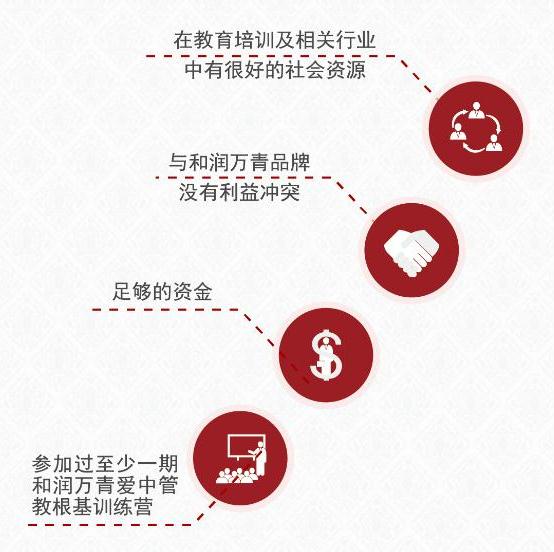 在教育培训及相关行业
中有很好的社会资源
与和润万青品牌
没有利益冲突
足够的资金
参加过至少一期
和润万青爱中管
教根基训练营